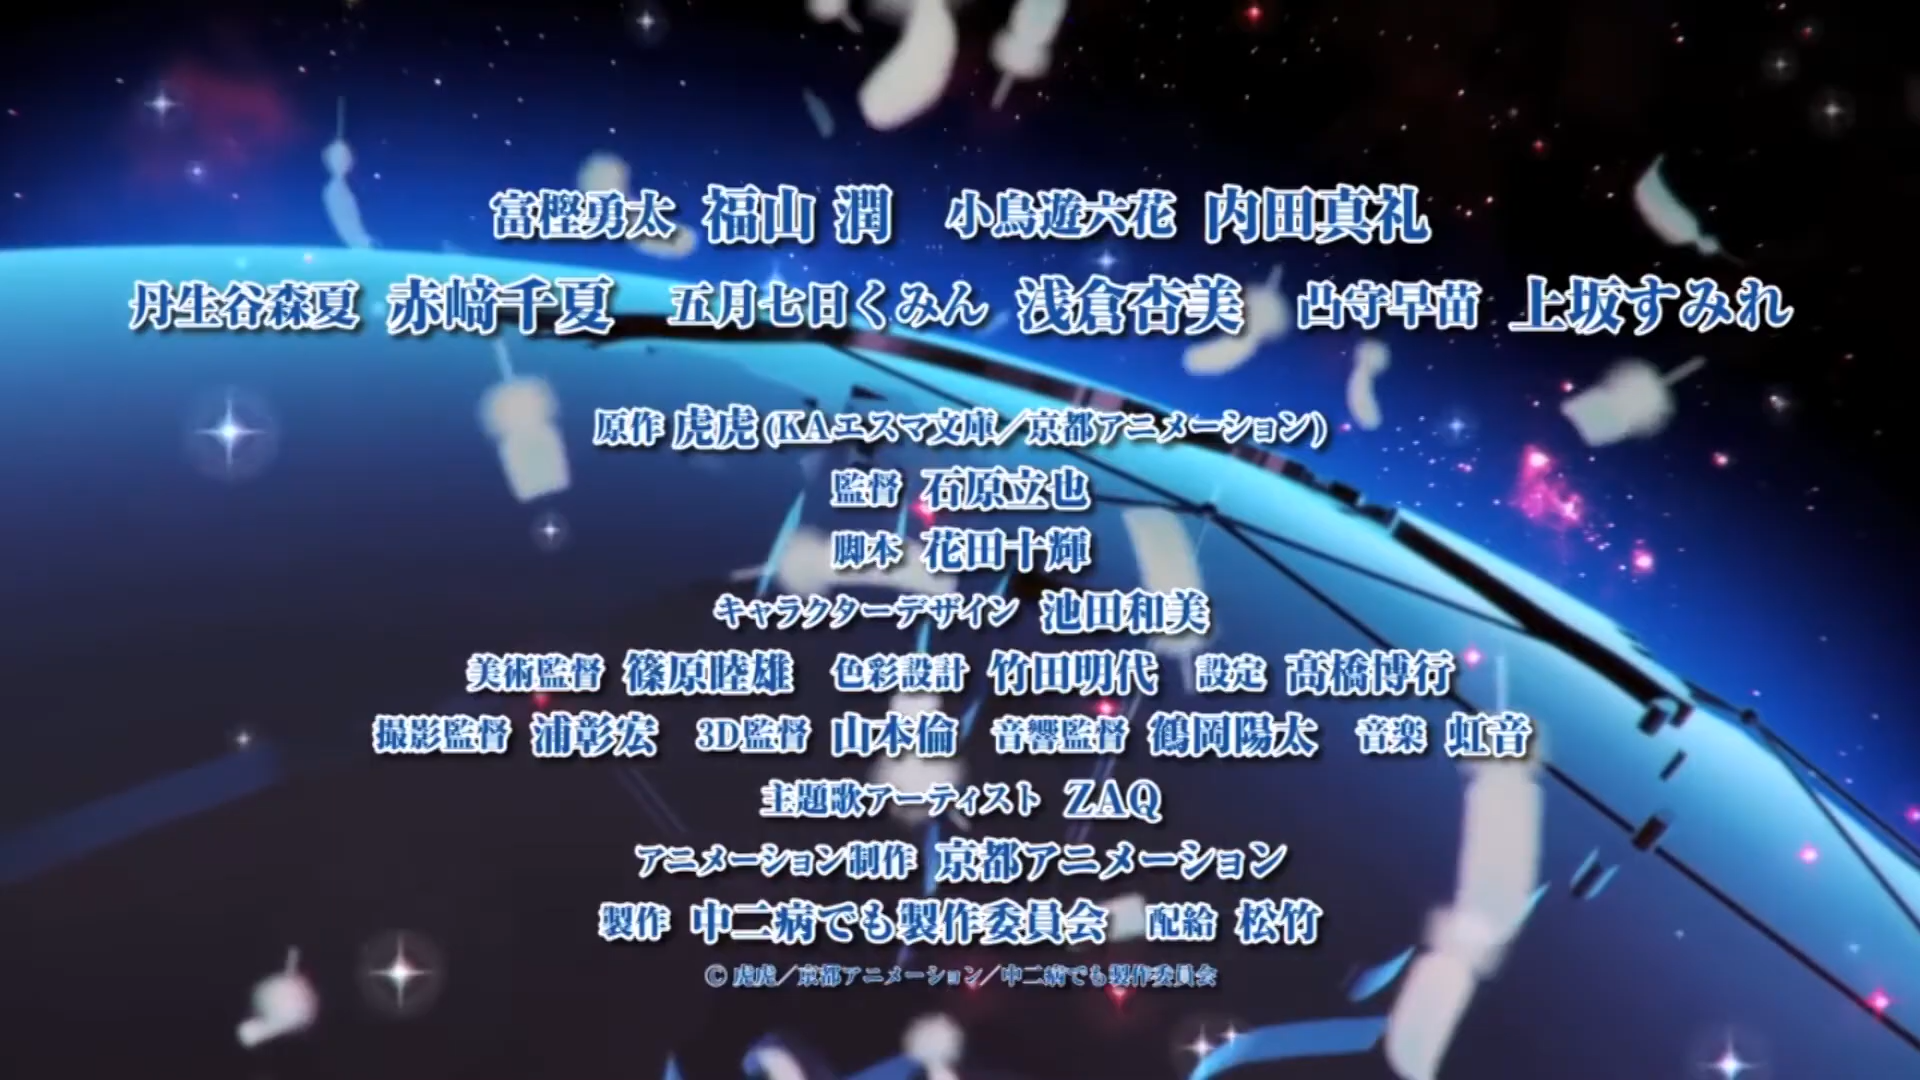 富樫勇太 福山 潤 小鳥遊六花 内田真礼
丹生谷森夏 赤﨑千夏 五月七日くみん 浅倉杏美 凸守早苗 上坂すみれ
原作 虎虎 (KAエスマ文庫／京都アニメーション)
監督 石原立也
脚本 花田十輝
キャラクターデザイン 池田和美
美術監督 篠原睦雄 色彩設計 竹田明代 設定 高橋博行
撮影監督 浦彰宏 3D監督 山本倫 音響監督 鶴岡陽太 音楽 虹音
主題歌アーティスト ZAQ
アニメーション制作 京都アニメーション
製作 中二病でも製作委員会 配給 松竹
© 虎虎／京都アニメーション／中二病でも製作委員会